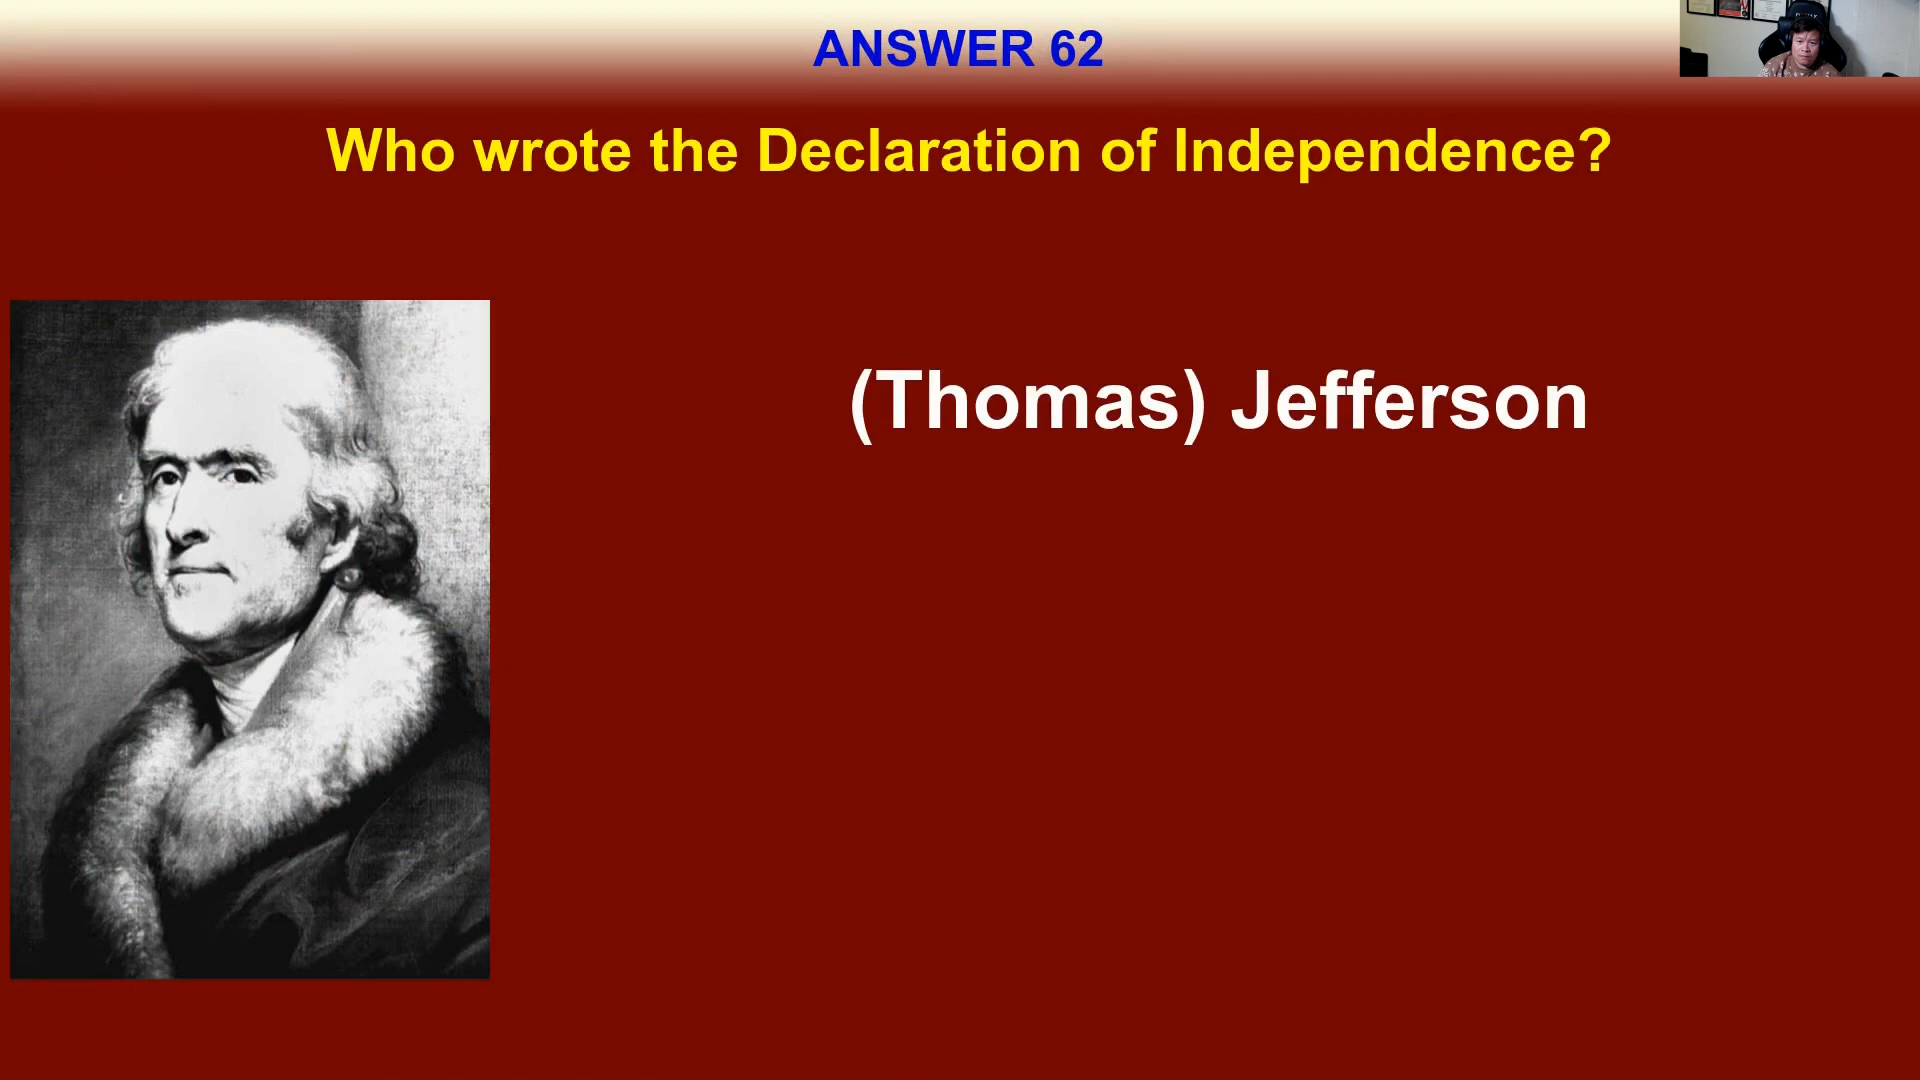 ANSWER 62
Who wrote the Declaration of Independence?
(Thomas) Jefferson